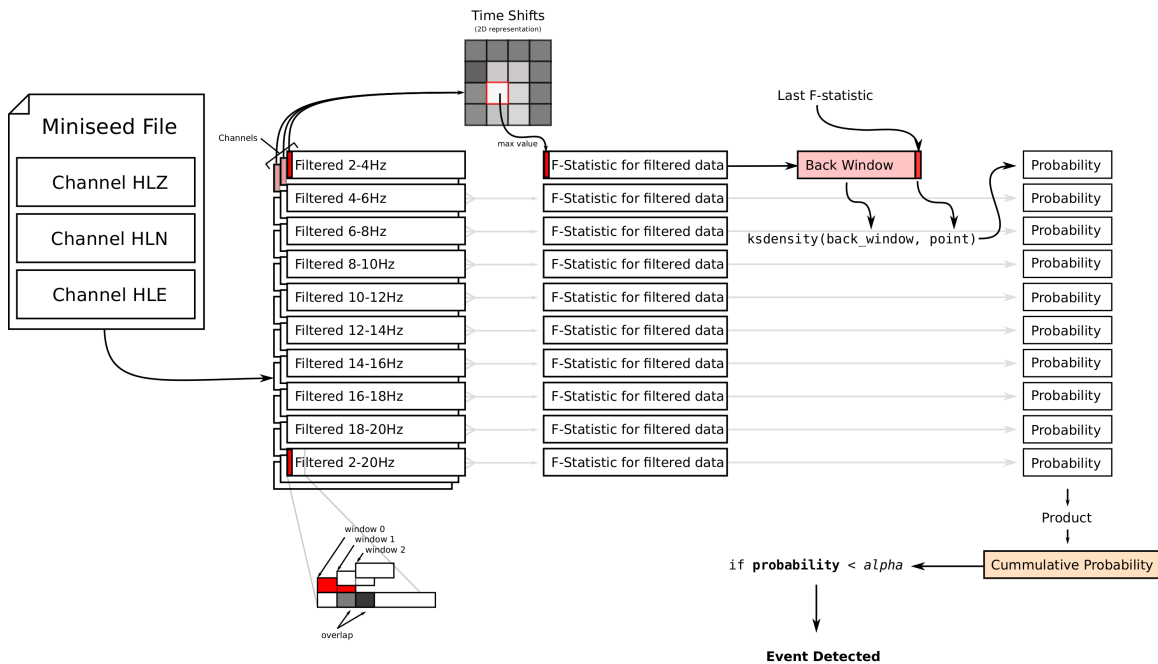 Time Shifts
(2D representation)
Miniseed File
Channel HLZ
Channel HLN
Channel HLE
Channels
max value
Last F-statistic
Filtered 2-4Hz
F-Statistic for filtered data
Back Window
Probability
Filtered 4-6Hz
F-Statistic for filtered data
Probability
Filtered 6-8Hz
F-Statistic for filtered data
ksdensity(back_window, point)
Probability
Filtered 8-10Hz
F-Statistic for filtered data
Probability
Filtered 10-12Hz
F-Statistic for filtered data
Probability
Filtered 12-14Hz
F-Statistic for filtered data
Probability
Filtered 14-16Hz
F-Statistic for filtered data
Probability
Filtered 16-18Hz
F-Statistic for filtered data
Probability
Filtered 18-20Hz
F-Statistic for filtered data
Probability
Filtered 2-20Hz
F-Statistic for filtered data
Probability
Product
Cummulative Probability
if probability < alpha
Event Detected
window 0
window 1
window 2
overlap